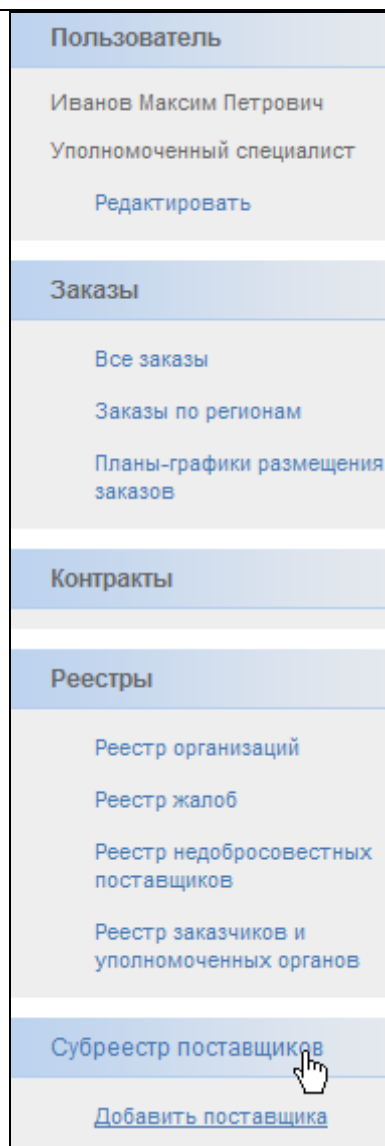 Пользователь
Иванов Максим Петрович
Уполномоченный специалист
Редактировать
Заказы
Все заказы
Заказы по регионам
Планы-графики размещения
заказов
Контракты
Реестры
Реестр организаций
Реестр жалоб
Реестр недобросовестных
поставщиков
Реестр заказчиков и
уполномоченных органов
Субреестр поставщиков
Добавить поставщика